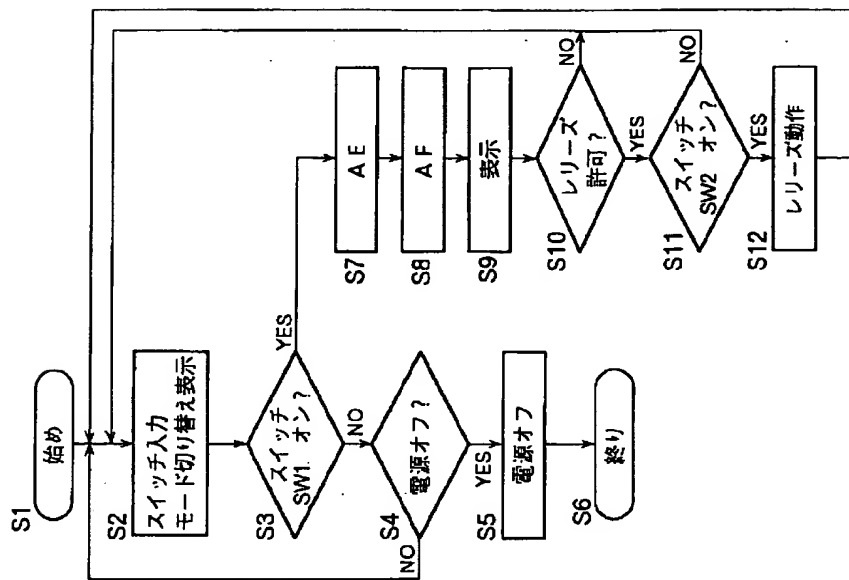 S1
始め
S2
スイッチ入力
モード切り替え表示
S3
スイッチ
SW1. オン?
YES
NO
S4
電源オフ?
NO
YES
S5
電源オフ
S6
終り
S7
AE
S8
AF
S9
表示
S10
レリーズ
許可?
NO
YES
S11
スイッチ
SW2 オン?
NO
YES
S12
レリーズ動作